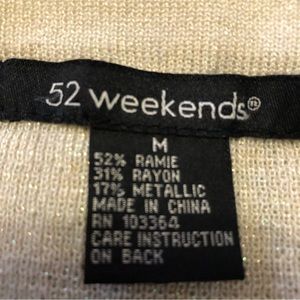 52 weekends®
M
52% RAMIE
31% RAYON
17% METALLIC
MADE IN CHINA
RN 103364
CARE INSTRUCTION
ON BACK